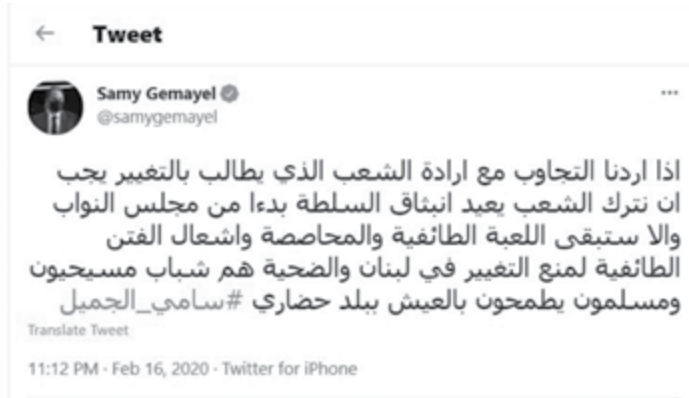 ← Tweet
Samy Gemayel
@samygemayel
اذا اردنا التجاوب مع ارادة الشعب الذي يطالب بالتغيير يجب
ان نترك الشعب يعيد انبثاق السلطة بدءا من مجلس النواب
والا ستبقى اللعبة الطائفية والمحاصصة واشعال الفتن
الطائفية لمنع التغيير في لبنان والضحية هم شباب مسيحيون
ومسلمون يطمحون بالعيش ببلد حضاري #سامي_الجميل
Translate Tweet
11:12 PM · Feb 16, 2020 · Twitter for iPhone